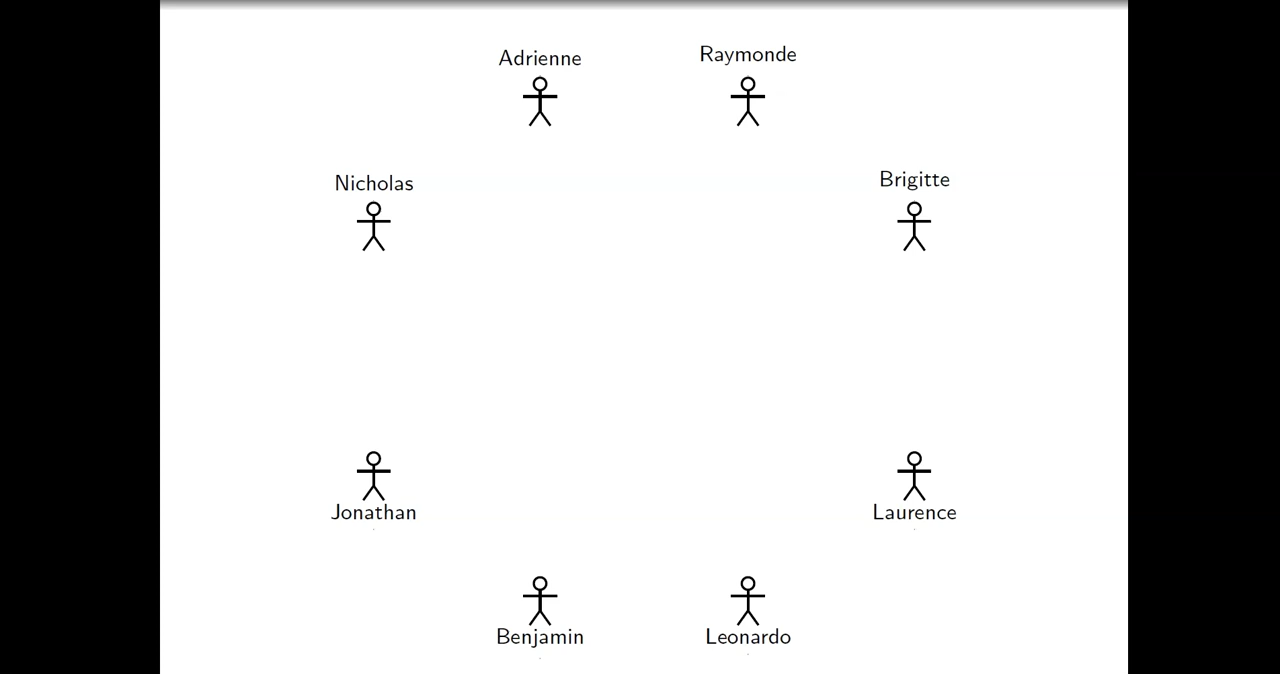 Adrienne
Raymonde
Nicholas
Brigitte
Jonathan
Laurence
Benjamin
Leonardo